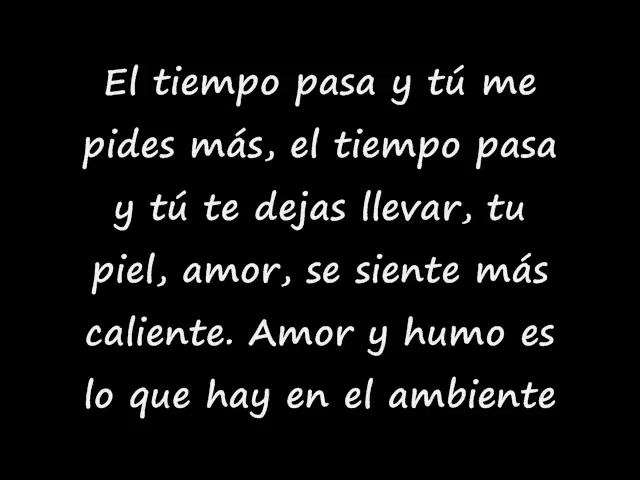 El tiempo pasa y tú me
pides más, el tiempo pasa
y tú te dejas llevar, tu
piel, amor, se siente más
caliente. Amor y humo es
lo que hay en el ambiente